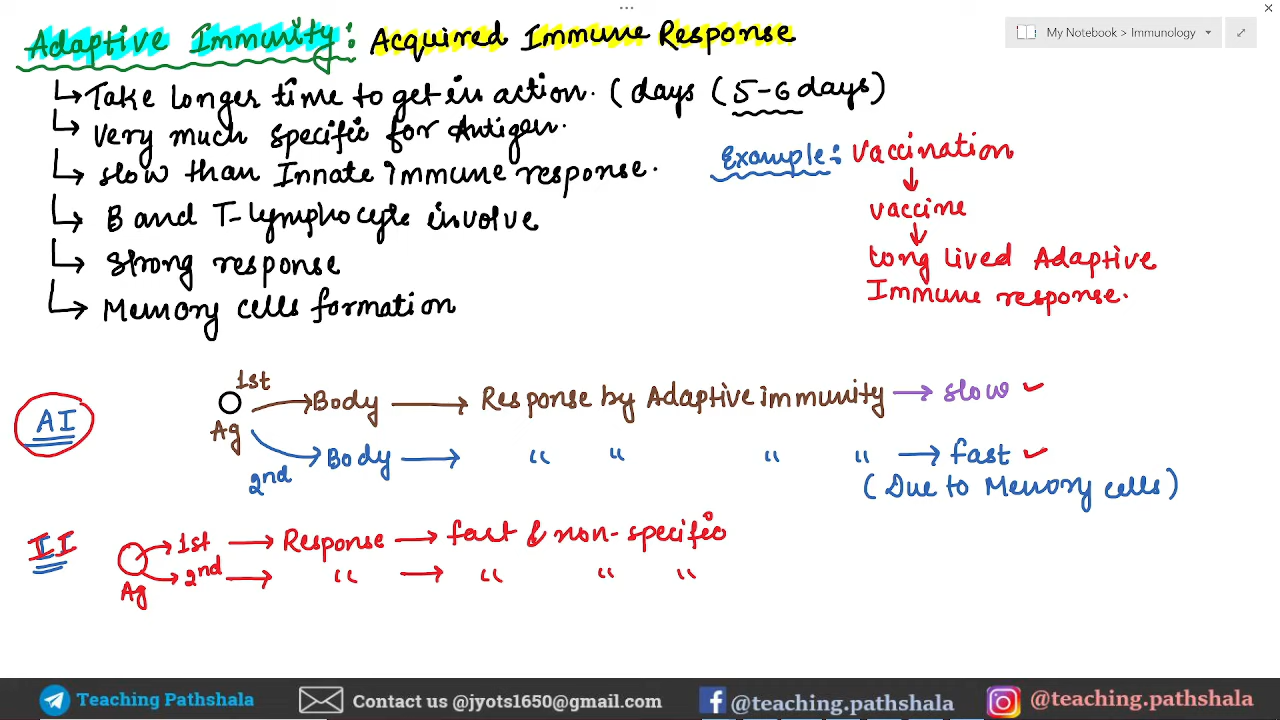 Adaptive Immunity: Acquired Immune Response
My Notebook > Immunology
Take longer time to get in action. (days (5-6 days)
Very much specific for Antigen.
slow than Innate immune response.
B and T-lymphocyte involve
Strong response
Memory cells formation
Example: Vaccination
vaccine
Long lived Adaptive
Immune response.
AI
1st
Ag
Body → Response by Adaptive immunity → slow ✓
2nd
Body → " " " " → fast ✓
(Due to Memory cells)
II
Ag
1st → Response → fast & non-specific
2nd → " → " " "
Teaching Pathshala
Contact us @jyots1650@gmail.com
@teaching.pathshala
@teaching.pathshala